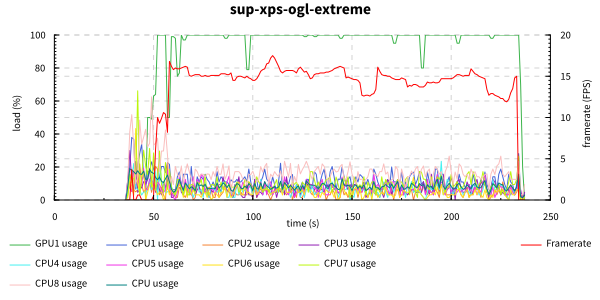 sup-xps-ogl-extreme
100
80
60
40
20
0
load (%)
20
15
10
5
0
framerate (FPS)
0 50 100 150 200 250
time (s)
GPU1 usage CPU1 usage CPU2 usage CPU3 usage Framerate
CPU4 usage CPU5 usage CPU6 usage CPU7 usage
CPU8 usage CPU usage